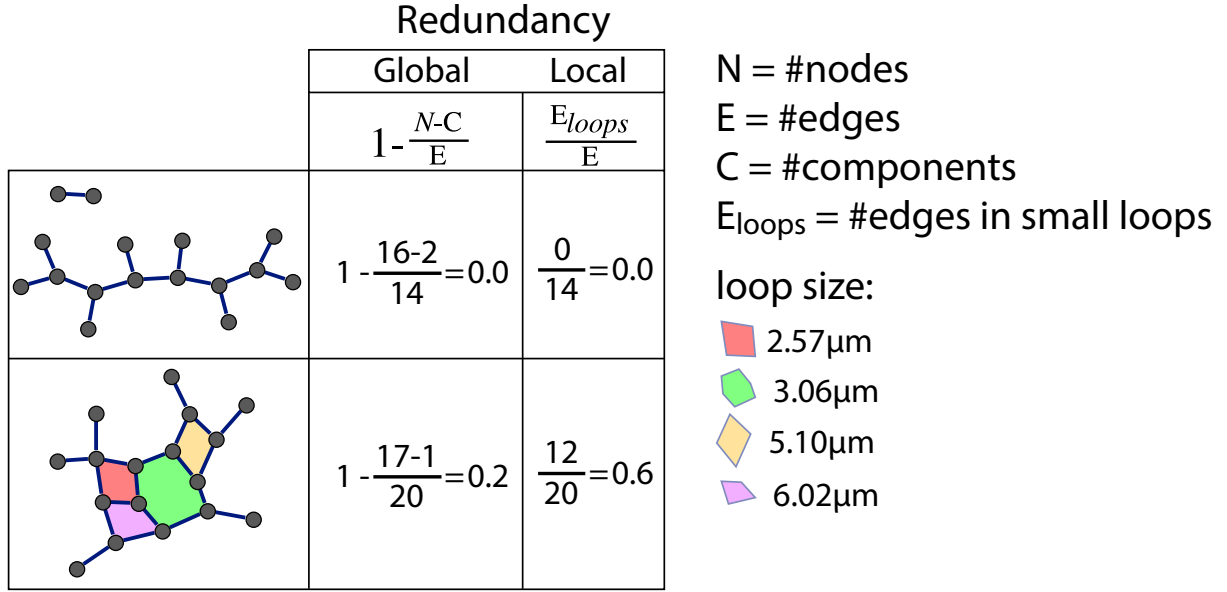 Redundancy
Global Local
1-N-C/E E_loops/E
1-16-2/14=0.0 0/14=0.0
1-17-1/20=0.2 12/20=0.6
N = #nodes
E = #edges
C = #components
E_loops = #edges in small loops
loop size:
2.57µm
3.06µm
5.10µm
6.02µm